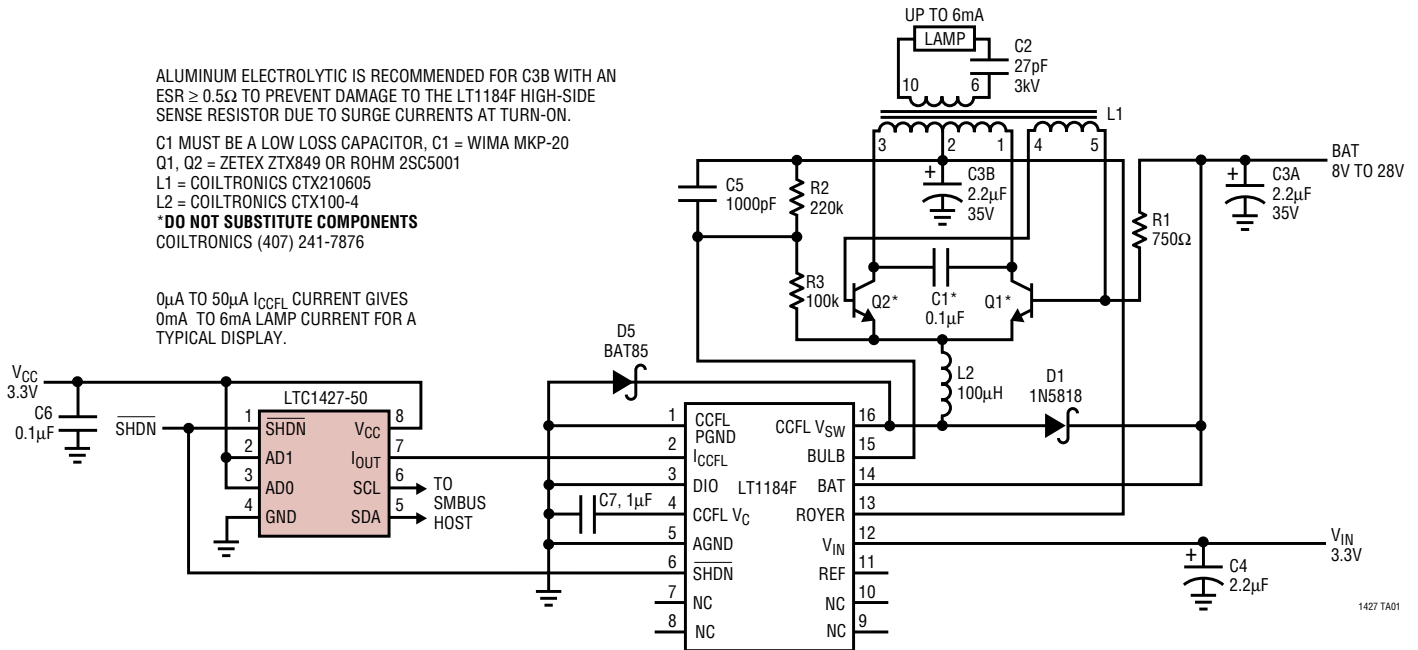 UP TO 6mA
LAMP
C2
27pF
3kV
10
6
L1
ALUMINUM ELECTROLYTIC IS RECOMMENDED FOR C3B WITH AN
ESR ≥ 0.5Ω TO PREVENT DAMAGE TO THE LT1184F HIGH-SIDE
SENSE RESISTOR DUE TO SURGE CURRENTS AT TURN-ON.
C1 MUST BE A LOW LOSS CAPACITOR, C1 = WIMA MKP-20
Q1, Q2 = ZETEX ZTX849 OR ROHM 2SC5001
L1 = COILTRONICS CTX210605
L2 = COILTRONICS CTX100-4
*DO NOT SUBSTITUTE COMPONENTS
COILTRONICS (407) 241-7876
0µA TO 50µA ICCFL CURRENT GIVES
0mA TO 6mA LAMP CURRENT FOR A
TYPICAL DISPLAY.
3
2
1
4
5
BAT
8V TO 28V
C5
1000pF
R2
220k
+
C3B
2.2µF
35V
+
C3A
2.2µF
35V
R1
750Ω
R3
100k
Q2*
C1*
0.1µF
Q1*
D5
BAT85
L2
100µH
D1
1N5818
VCC
3.3V
C6
0.1µF
SHDN
LTC1427-50
1
SHDN
VCC
8
2
AD1
IOUT
7
3
AD0
SCL
6
4
GND
SDA
5
TO
SMBUS
HOST
C7, 1µF
LT1184F
1
CCFL
PGND
CCFL VSW
16
2
ICCFL
BULB
15
3
DIO
BAT
14
4
CCFL VC
ROYER
13
5
AGND
VIN
12
6
SHDN
REF
11
7
NC
NC
10
8
NC
NC
9
VIN
3.3V
+
C4
2.2µF
1427 TA01